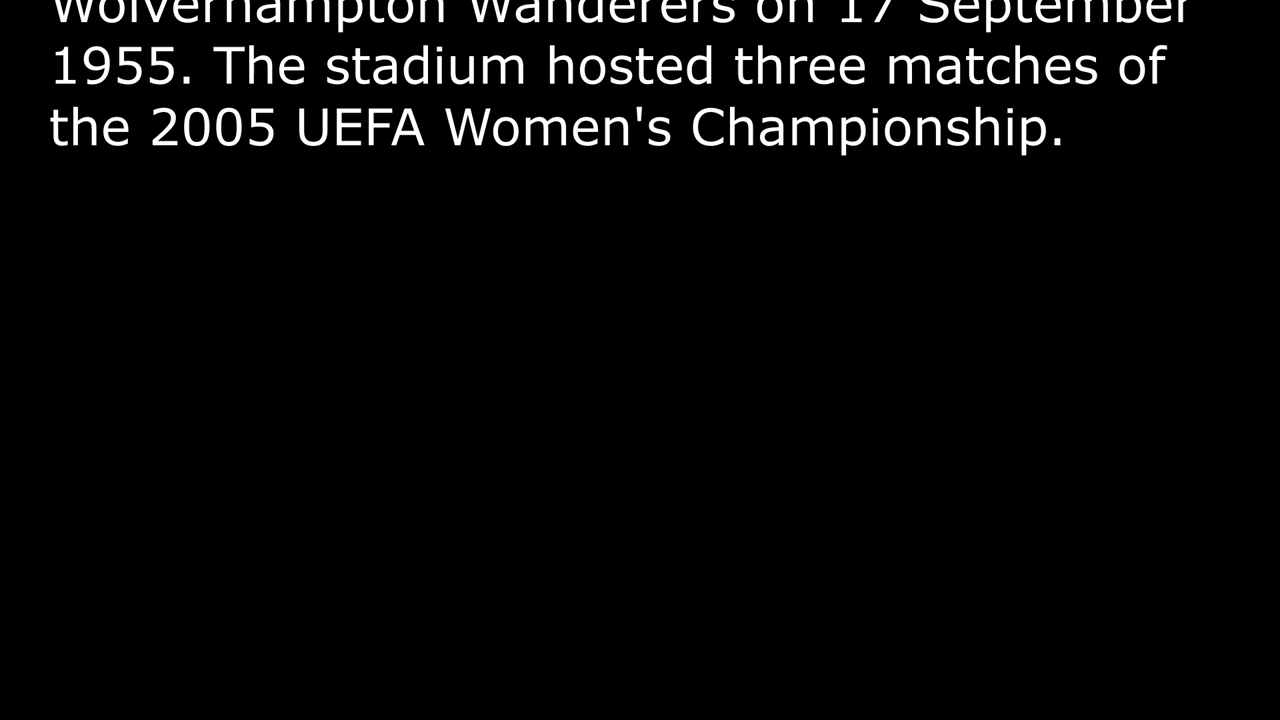 Wolverhampton Wanderers on 17 September
1955. The stadium hosted three matches of
the 2005 UEFA Women's Championship.